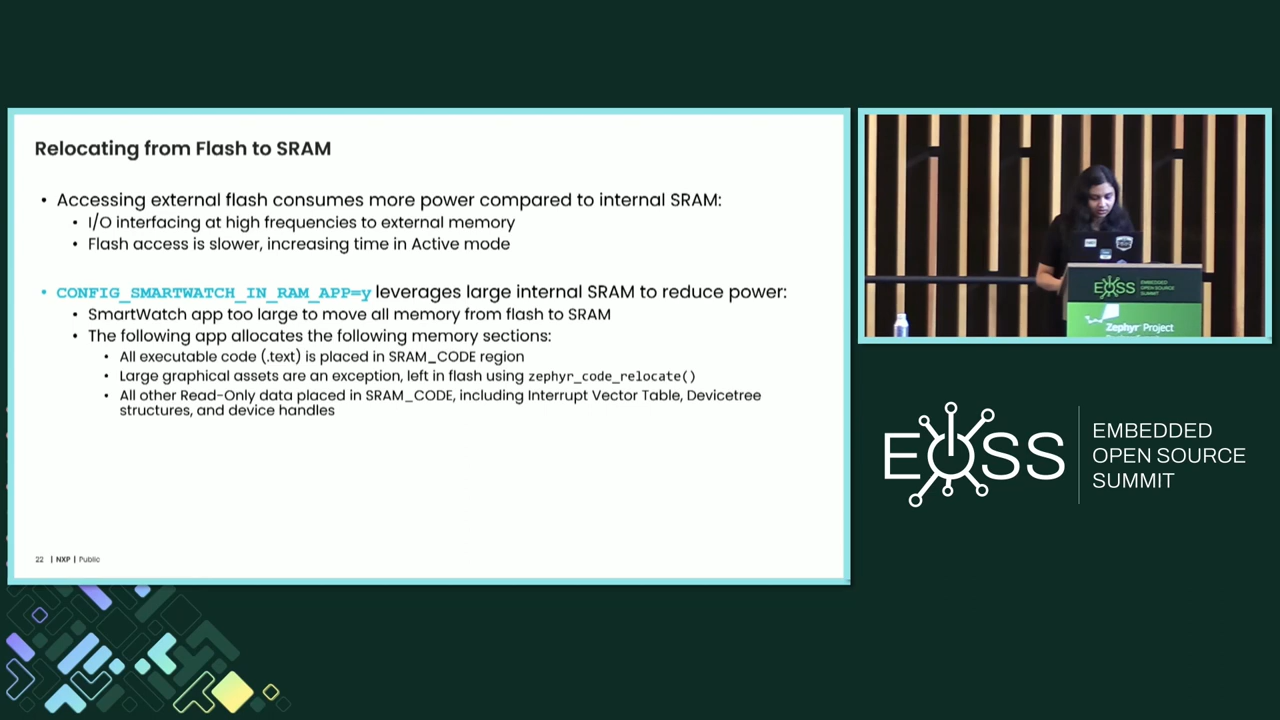 Relocating from Flash to SRAM
• Accessing external flash consumes more power compared to internal SRAM:
• I/O interfacing at high frequencies to external memory
• Flash access is slower, increasing time in Active mode
• CONFIG_SMARTWATCH_IN_RAM_APP=y leverages large internal SRAM to reduce power:
• SmartWatch app too large to move all memory from flash to SRAM
• The following app allocates the following memory sections:
• All executable code (.text) is placed in SRAM_CODE region
• Large graphical assets are an exception, left in flash using zephyr_code_relocate()
• All other Read-Only data placed in SRAM_CODE, including Interrupt Vector Table, Devicetree
structures, and device handles
22 | NXP | Public
EOSS
EMBEDDED
OPEN SOURCE
SUMMIT
Zephyr Project
EOSS
EMBEDDED
OPEN SOURCE
SUMMIT